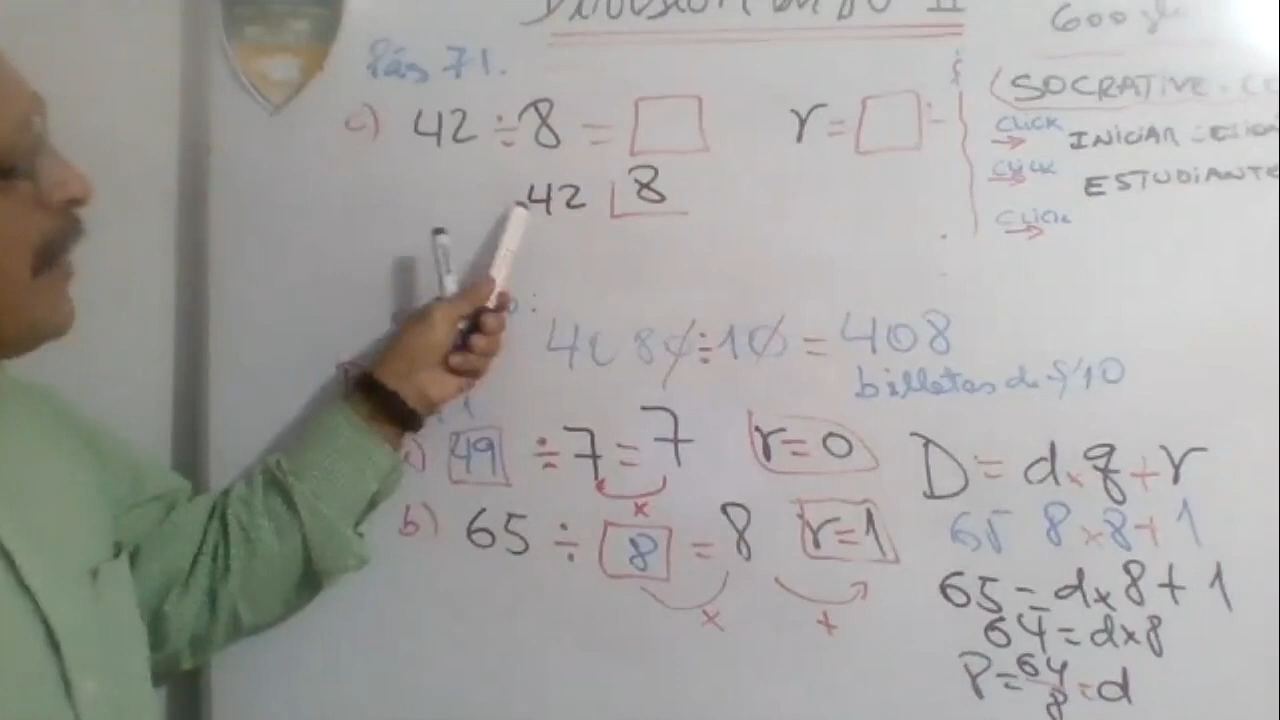 Pág 71.
c) 42 ÷ 8 = r =
42 8
4080 ÷ 10 = 408
billetes de S/10
a) 49 ÷ 7 = 7 r = 0
b) 65 ÷ 8 = 8 r = 1
x +
D = d x q + r
65 8 x 8 + 1
65 = d x 8 + 1
64 = d x 8
64/8 = d
Google
SOCRATIVE.
CLICK INICIAR
CLICK ESTUDIANTE
CLICK